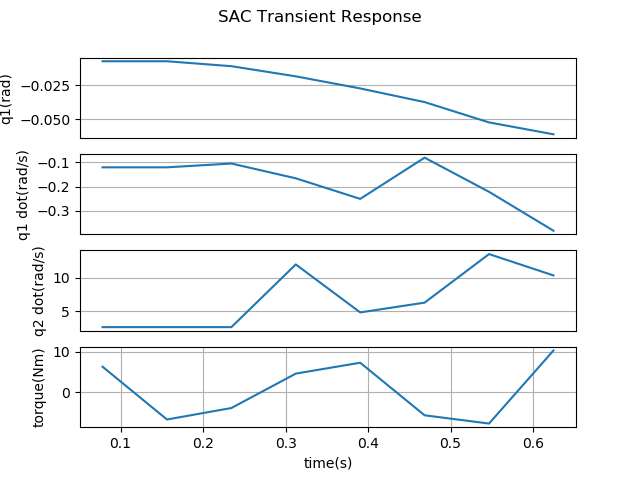 SAC Transient Response
q1(rad)
−0.025
−0.050
q1 dot(rad/s)
−0.1
−0.2
−0.3
q2 dot(rad/s)
10
5
torque(Nm)
10
0
0.1 0.2 0.3 0.4 0.5 0.6
time(s)